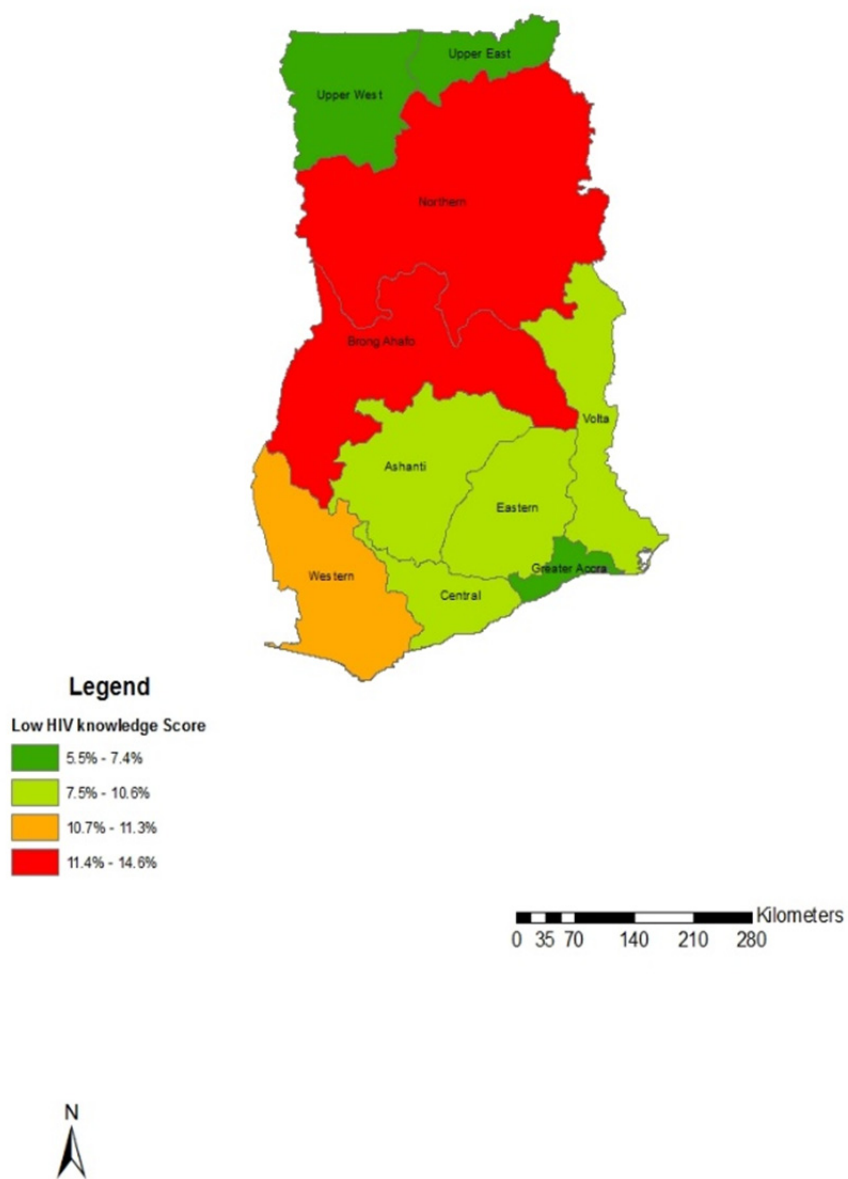 Upper East
Upper West
Northern
Brong Ahafo
Volta
Ashanti
Eastern
Greater Accra
Western
Central
Legend
Low HIV knowledge Score
5.5% - 7.4%
7.5% - 10.6%
10.7% - 11.3%
11.4% - 14.6%
Kilometers
0 35 70 140 210 280
N